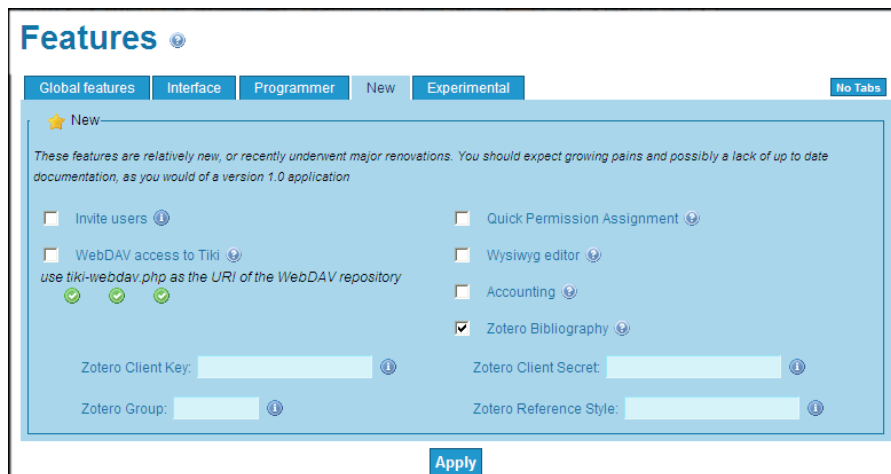 Features
Global features Interface Programmer New Experimental No Tabs
New
These features are relatively new, or recently underwent major renovations. You should expect growing pains and possibly a lack of up to date
documentation, as you would of a version 1.0 application
Invite users Quick Permission Assignment
WebDAV access to Tiki Wysiwyg editor
use tiki-webdav.php as the URI of the WebDAV repository
Accounting
Zotero Bibliography
Zotero Client Key: Zotero Client Secret:
Zotero Group: Zotero Reference Style:
Apply